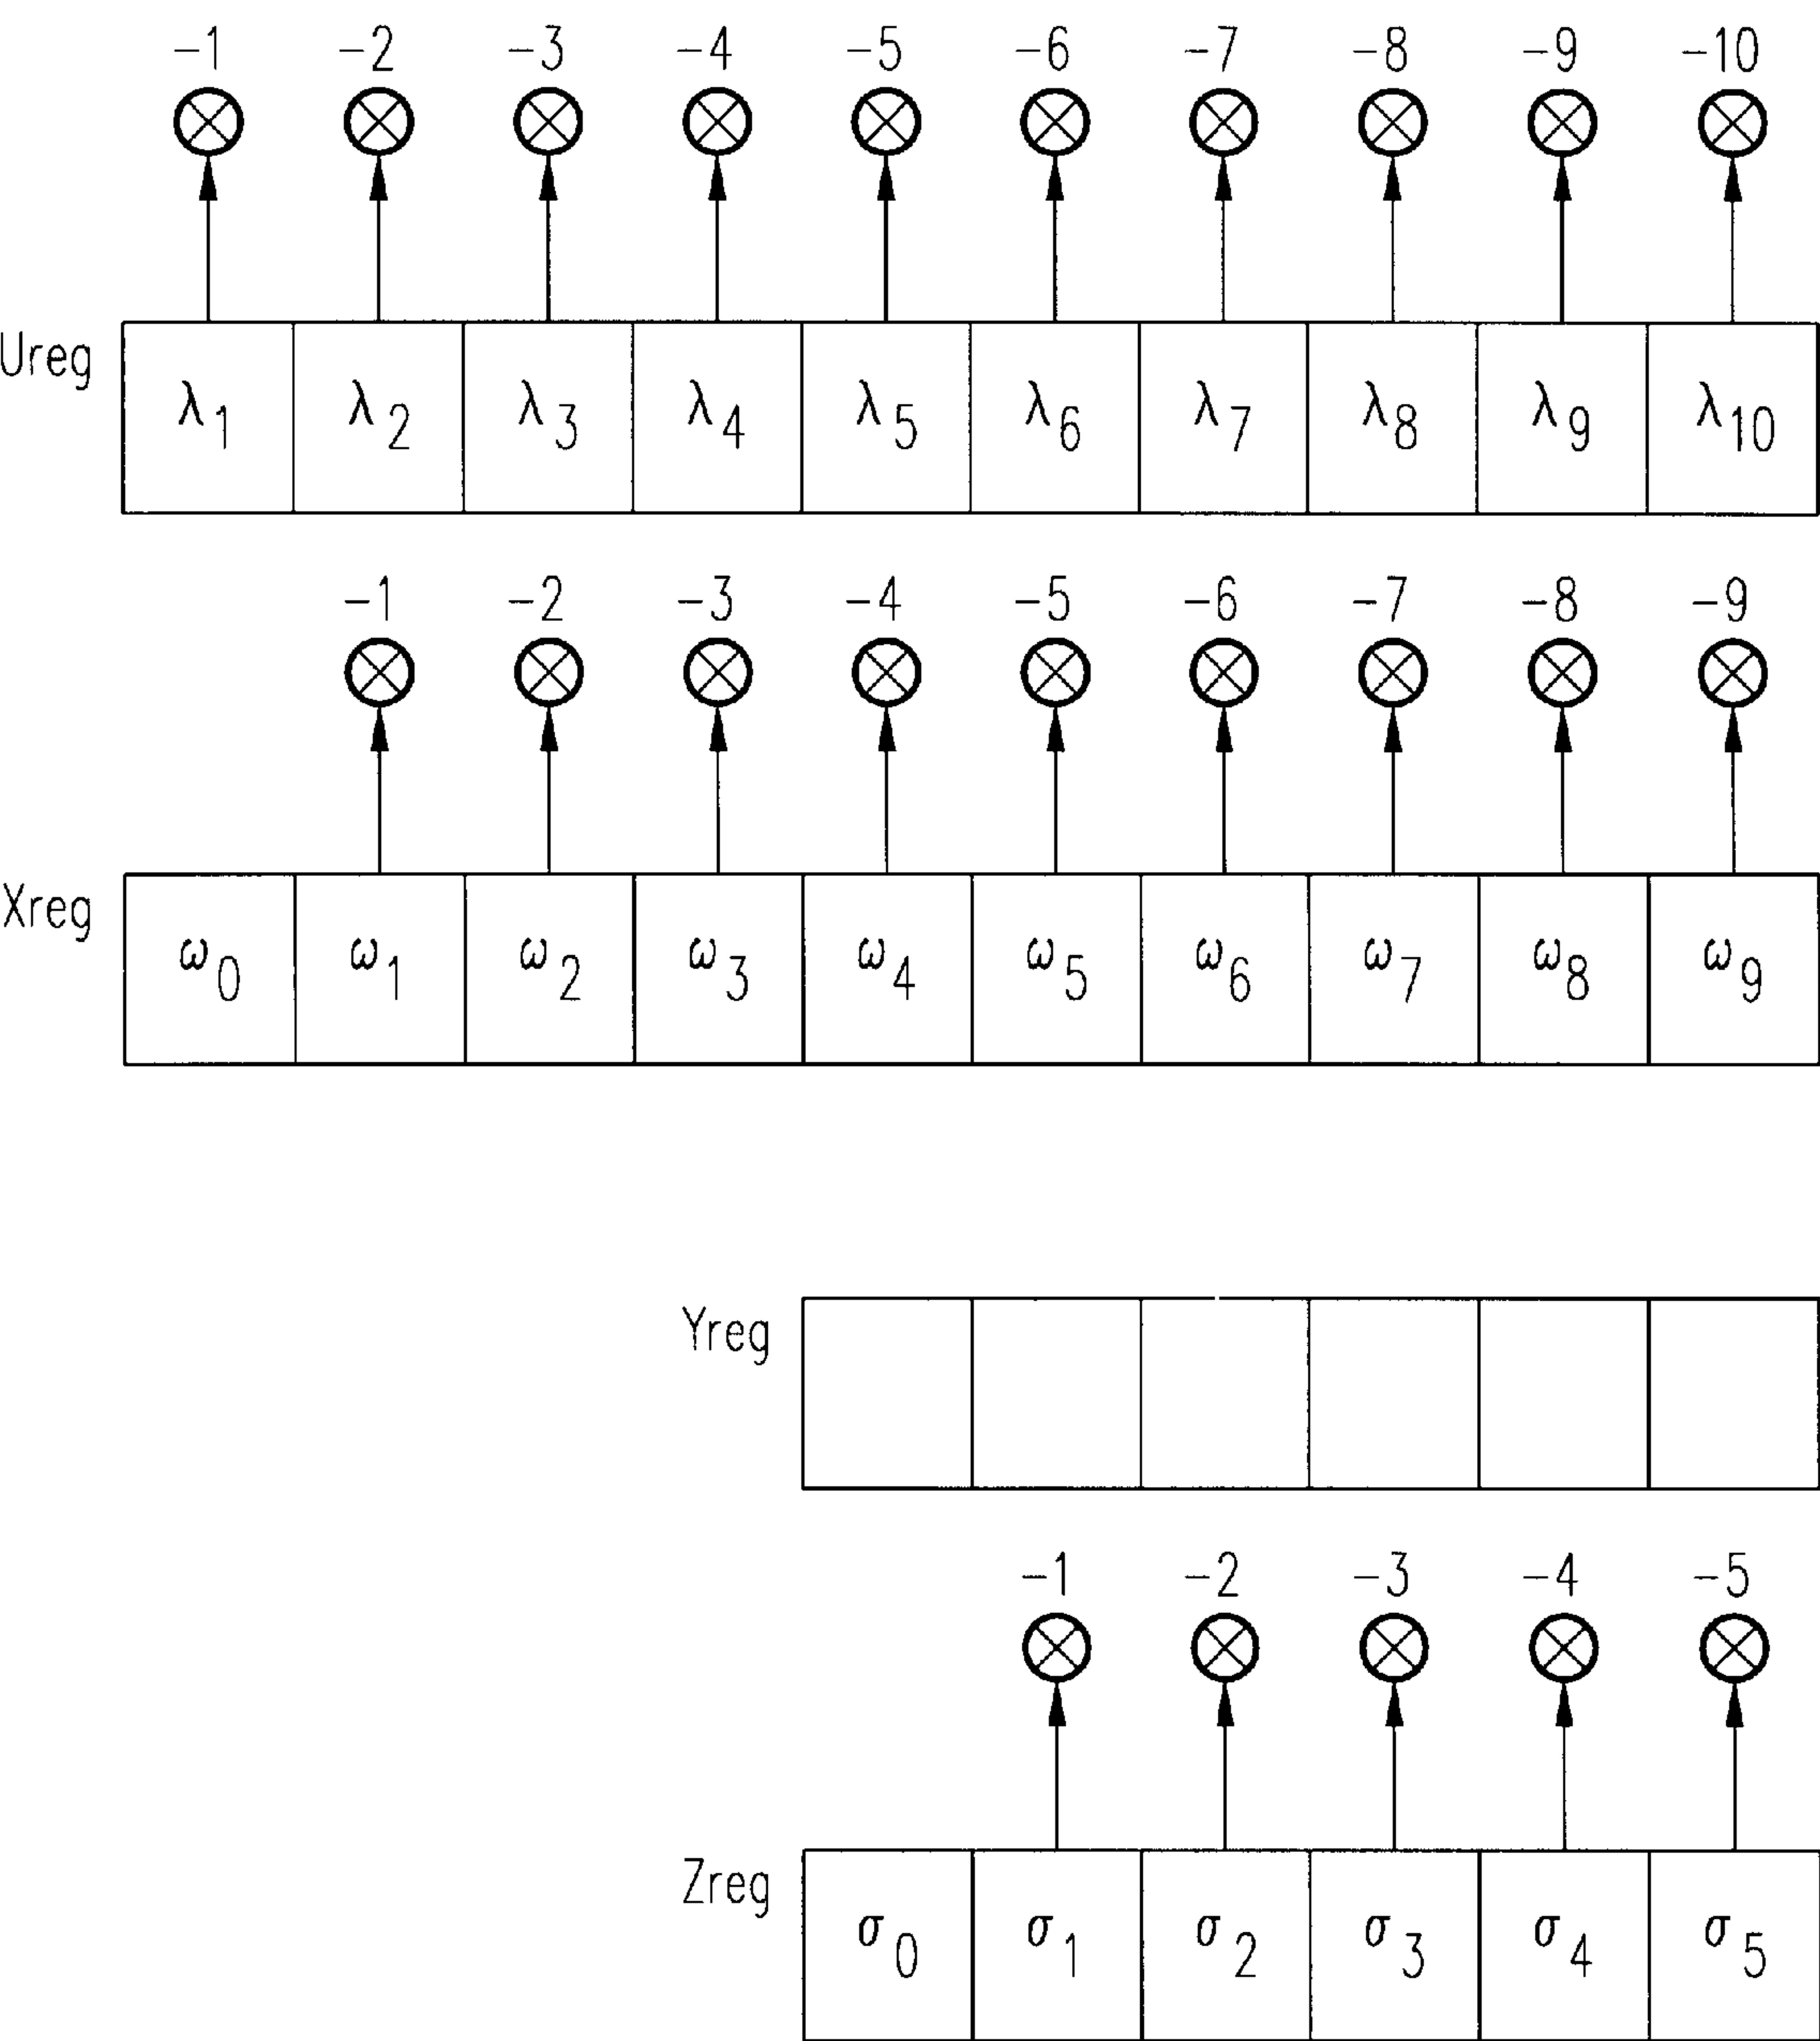 -1 -2 -3 -4 -5 -6 -7 -8 -9 -10
Ureg
λ1 λ2 λ3 λ4 λ5 λ6 λ7 λ8 λ9 λ10
-1 -2 -3 -4 -5 -6 -7 -8 -9
Xreg
ω0 ω1 ω2 ω3 ω4 ω5 ω6 ω7 ω8 ω9
Yreg
-1 -2 -3 -4 -5
Zreg
σ0 σ1 σ2 σ3 σ4 σ5